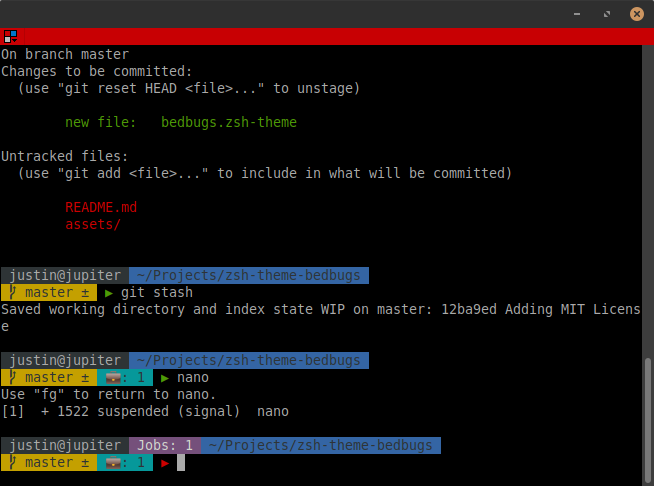 On branch master
Changes to be committed:
  (use "git reset HEAD <file>..." to unstage)
        new file:   bedbugs.zsh-theme
Untracked files:
  (use "git add <file>..." to include in what will be committed)
        README.md
        assets/
justin@jupiter ~/Projects/zsh-theme-bedbugs
master ± ▶ git stash
Saved working directory and index state WIP on master: 12ba9ed Adding MIT Licens
e
justin@jupiter ~/Projects/zsh-theme-bedbugs
master ± 💼: 1 ▶ nano
Use "fg" to return to nano.
[1]  + 1522 suspended (signal)  nano
justin@jupiter Jobs: 1 ~/Projects/zsh-theme-bedbugs
master ± 💼: 1 ▶